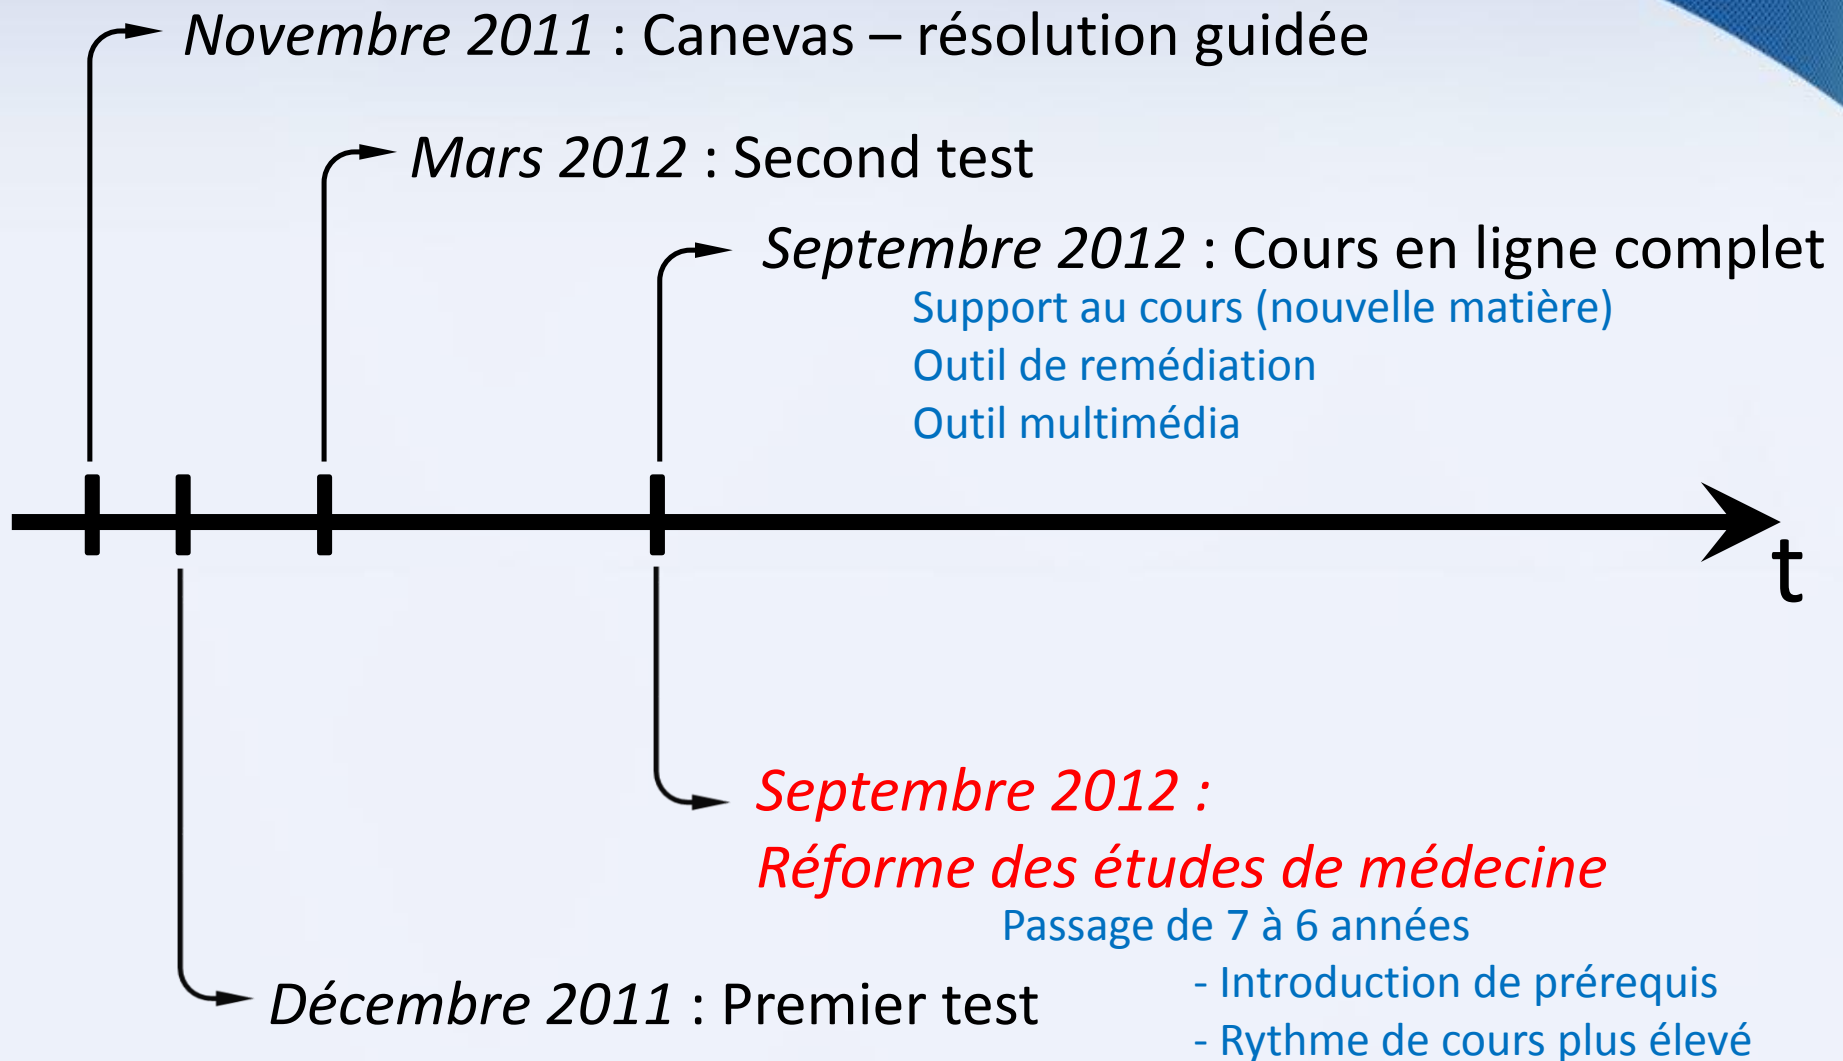 Novembre 2011 : Canevas – résolution guidée
Mars 2012 : Second test
Septembre 2012 : Cours en ligne complet
Support au cours (nouvelle matière)
Outil de remédiation
Outil multimédia
t
Septembre 2012 :
Réforme des études de médecine
Passage de 7 à 6 années
- Introduction de prérequis
- Rythme de cours plus élevé
Décembre 2011 : Premier test